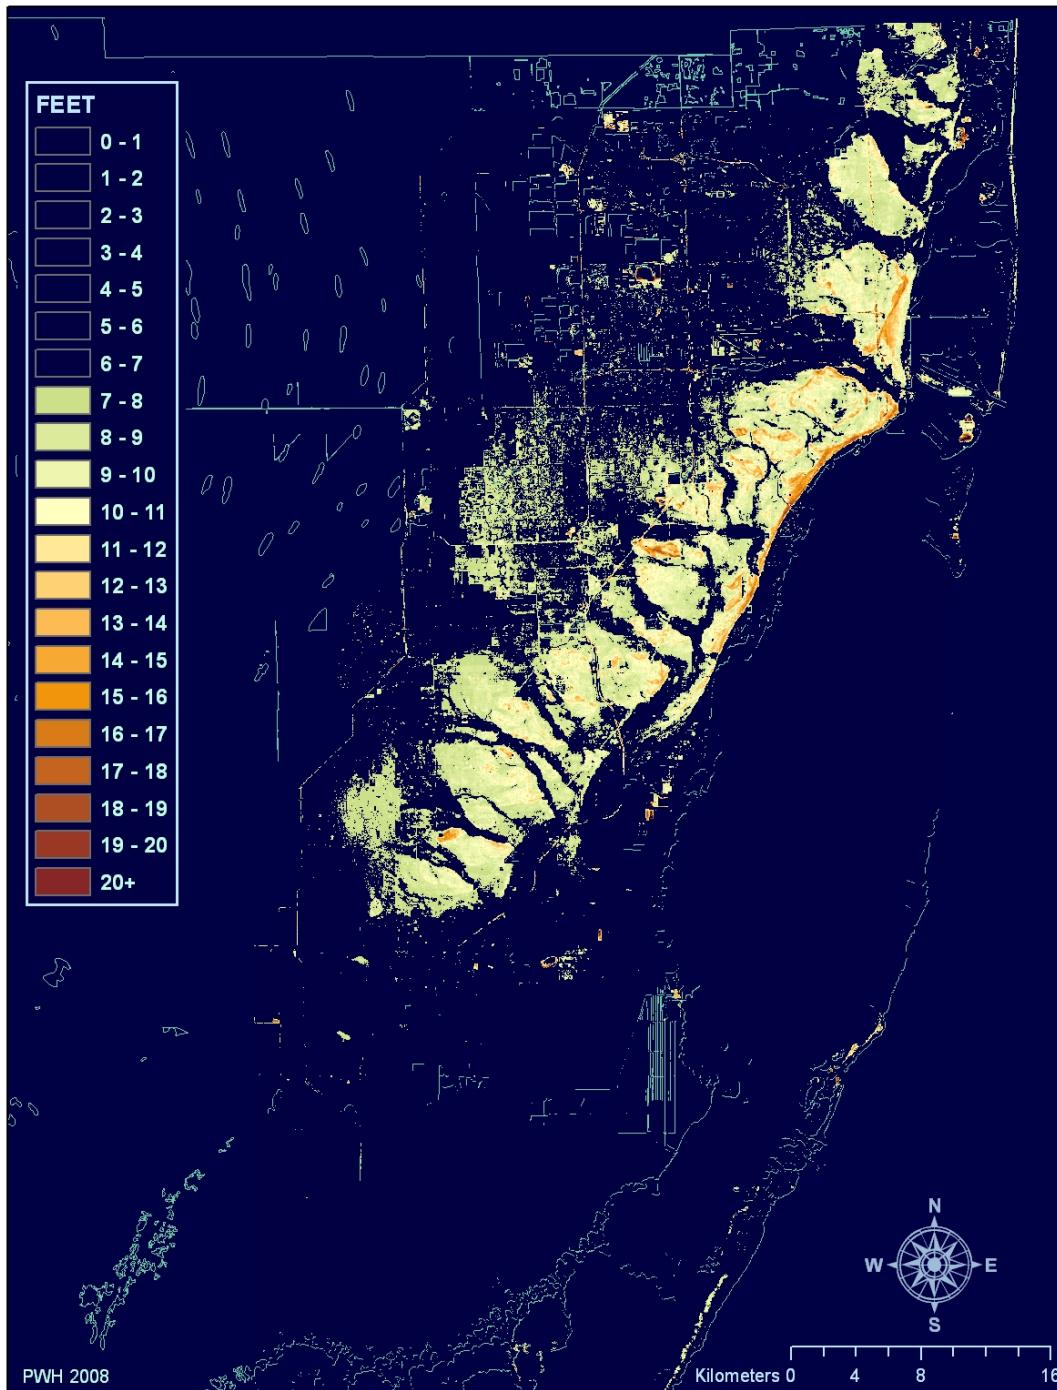 FEET
0 - 1
1 - 2
2 - 3
3 - 4
4 - 5
5 - 6
6 - 7
7 - 8
8 - 9
9 - 10
10 - 11
11 - 12
12 - 13
13 - 14
14 - 15
15 - 16
16 - 17
17 - 18
18 - 19
19 - 20
20+
N
W E
S
PWH 2008
Kilometers 0 4 8 16